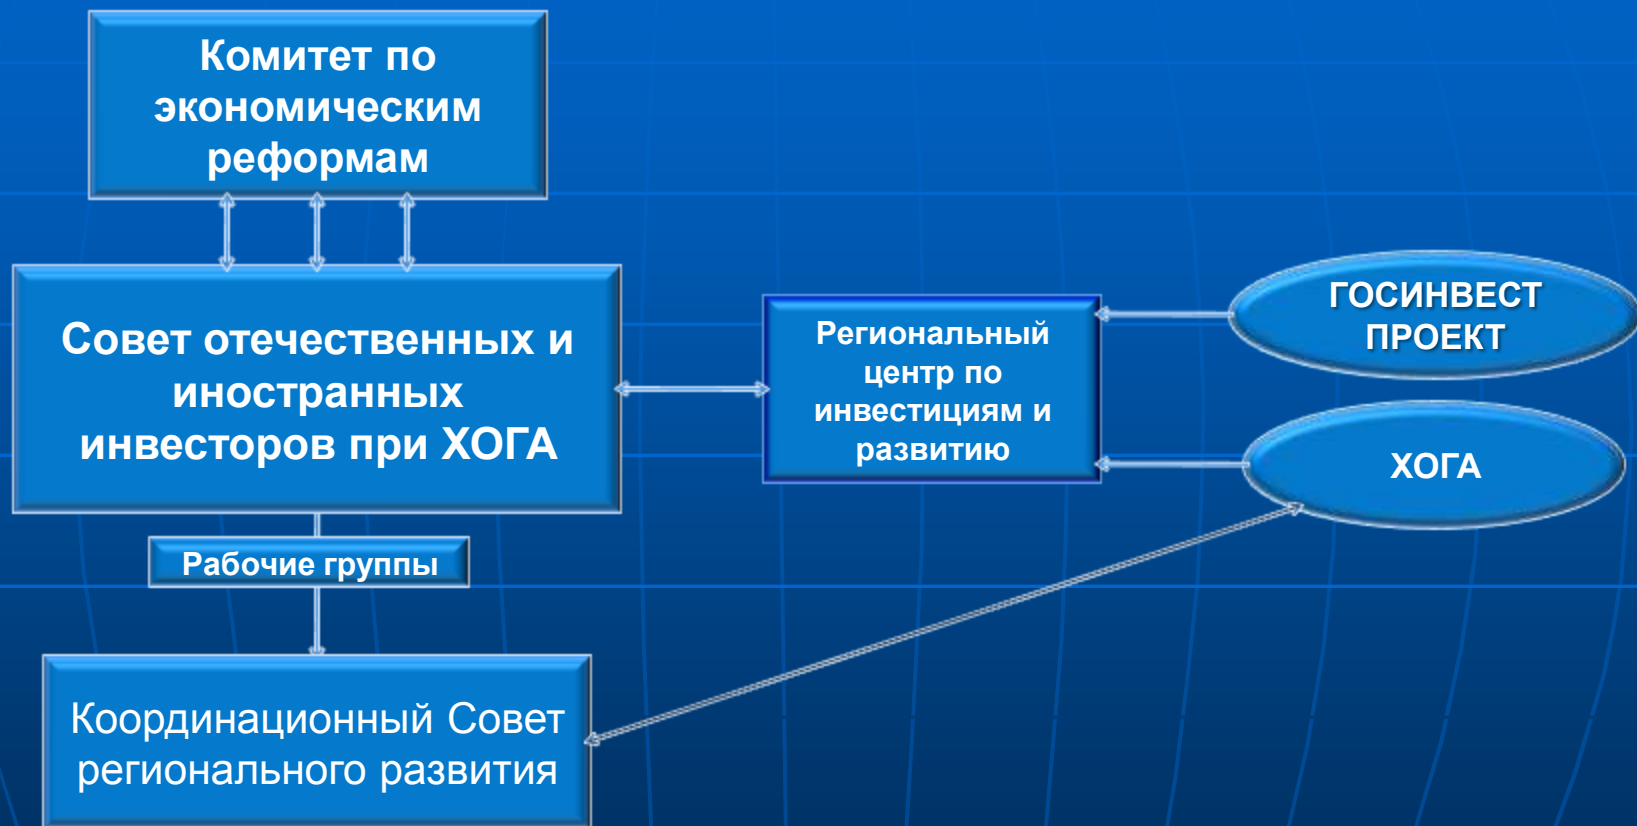 Комитет по
экономическим
реформам
Совет отечественных и
иностранных
инвесторов при ХОГА
Региональный
центр по
инвестициям и
развитию
ГОСИНВЕСТ
ПРОЕКТ
ХОГА
Рабочие группы
Координационный Совет
регионального развития